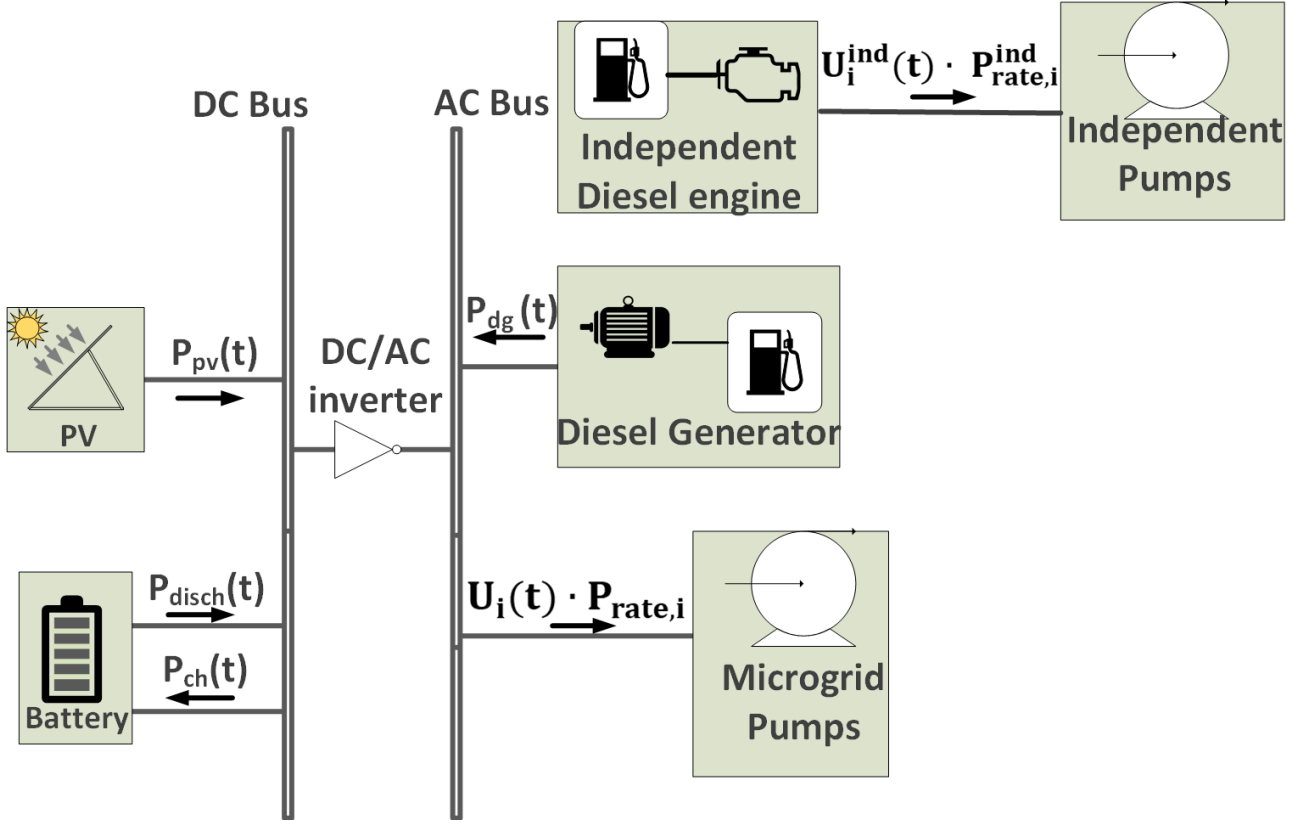 DC Bus
AC Bus
Independent
Diesel engine
U_i^ind(t) · P_rate,i^ind
Independent
Pumps
P_pv(t)
PV
DC/AC
inverter
P_dg(t)
Diesel Generator
P_disch(t)
P_ch(t)
Battery
U_i(t) · P_rate,i
Microgrid
Pumps